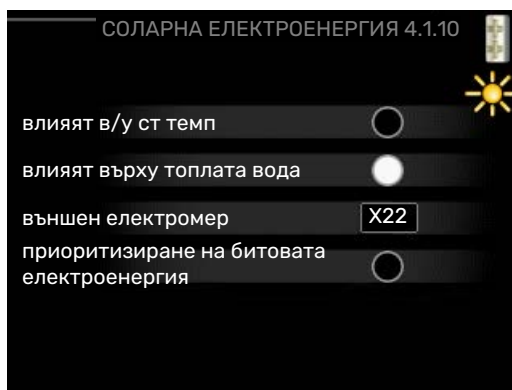 СОЛАРНА ЕЛЕКТРОЕНЕРГИЯ 4.1.10
влияят в/у ст темп
влияят върху топлата вода
външен електромер X22
приоритизиране на битовата
електроенергия